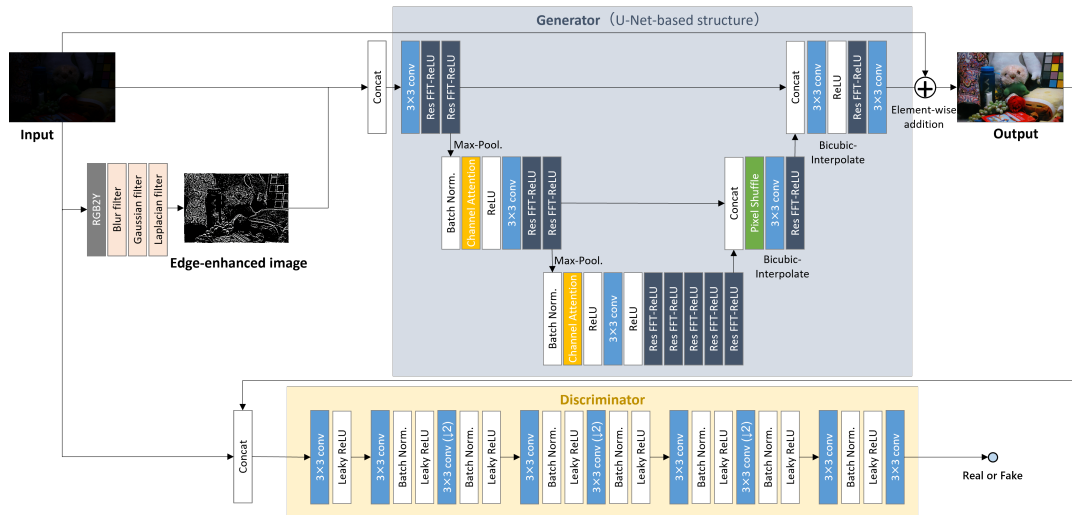 Generator（U-Net-based structure）
Input
Concat
3×3 conv
Res FFT-ReLU
Res FFT-ReLU
Concat
3×3 conv
ReLU
Res FFT-ReLU
3×3 conv
Element-wise
addition
Output
Max-Pool.
Bicubic-
Interpolate
RGB2Y
Blur filter
Gaussian filter
Laplacian filter
Edge-enhanced image
Batch Norm.
Channel Attention
ReLU
3×3 conv
Res FFT-ReLU
Res FFT-ReLU
Concat
Pixel Shuffle
3×3 conv
Res FFT-ReLU
Max-Pool.
Bicubic-
Interpolate
Batch Norm.
Channel Attention
ReLU
3×3 conv
ReLU
Res FFT-ReLU
Res FFT-ReLU
Res FFT-ReLU
Res FFT-ReLU
Res FFT-ReLU
Discriminator
Concat
3×3 conv
Leaky ReLU
3×3 conv
Batch Norm.
Leaky ReLU
3×3 conv (↓2)
Batch Norm.
Leaky ReLU
3×3 conv
Batch Norm.
Leaky ReLU
3×3 conv (↓2)
Batch Norm.
Leaky ReLU
3×3 conv
Batch Norm.
Leaky ReLU
3×3 conv (↓2)
Batch Norm.
Leaky ReLU
3×3 conv
Batch Norm.
Leaky ReLU
3×3 conv
Real or Fake